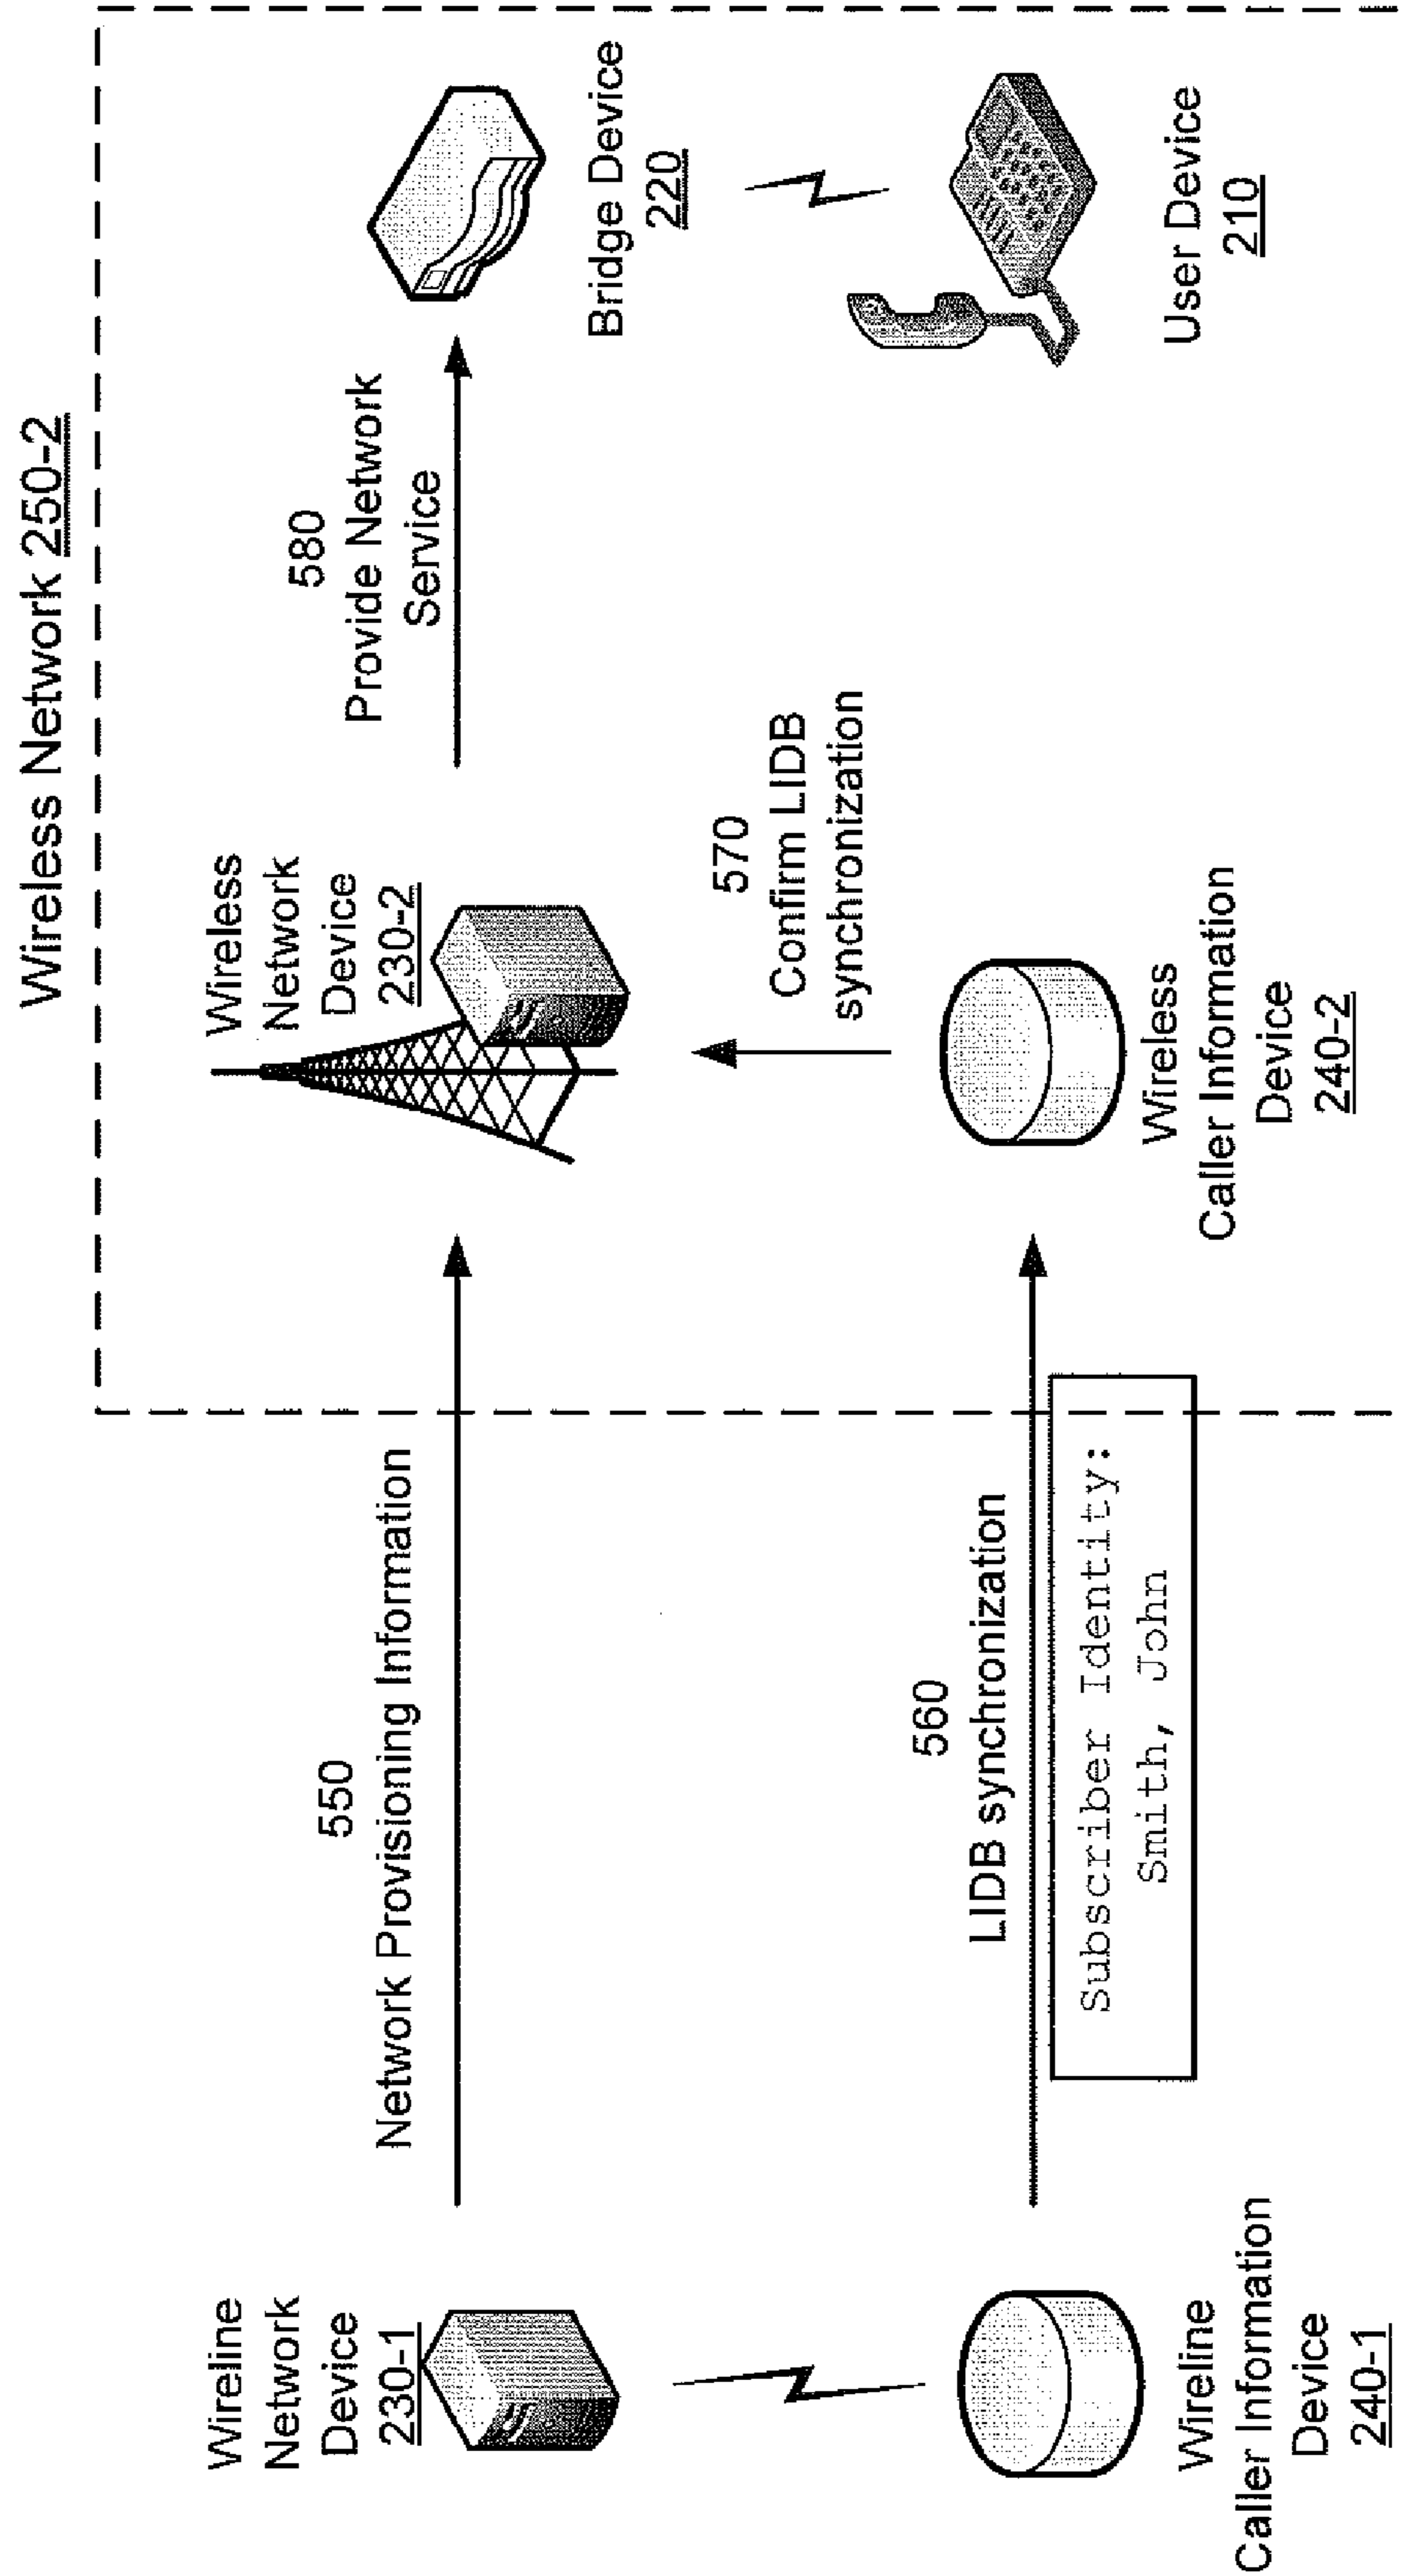 Wireless Network 250-2
Wireline
Network
Device
230-1
550
Network Provisioning Information
Wireless
Network
Device
230-2
580
Provide Network
Service
Bridge Device
220
Wireline
Caller Information
Device
240-1
560
LIDB synchronization
Subscriber Identity:
Smith, John
570
Confirm LIDB
synchronization
Wireless
Caller Information
Device
240-2
User Device
210